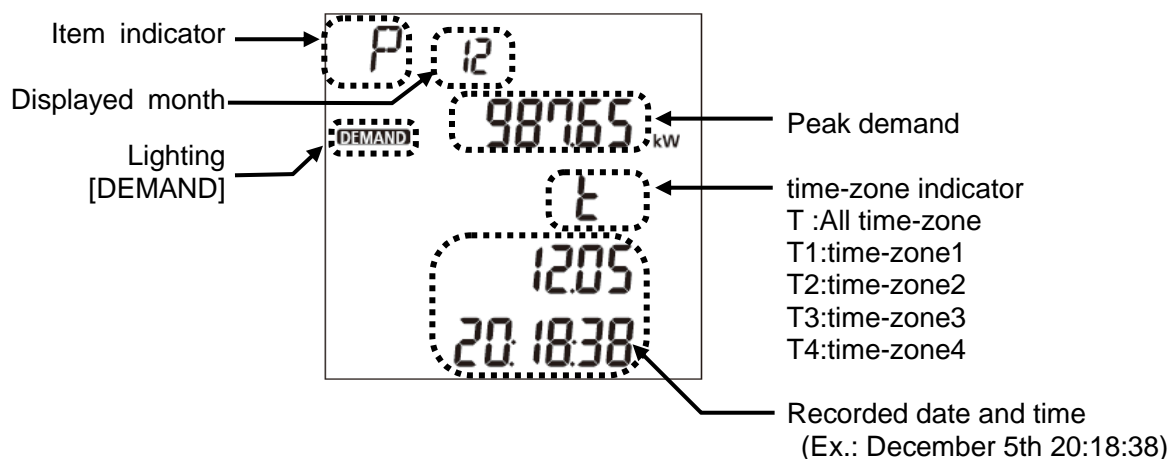 Item indicator
P 12
Displayed month
987.65 kW
Peak demand
DEMAND
Lighting
[DEMAND]
t
time-zone indicator
T :All time-zone
T1:time-zone1
T2:time-zone2
T3:time-zone3
T4:time-zone4
12.05
20:18:38
Recorded date and time
(Ex.: December 5th 20:18:38)